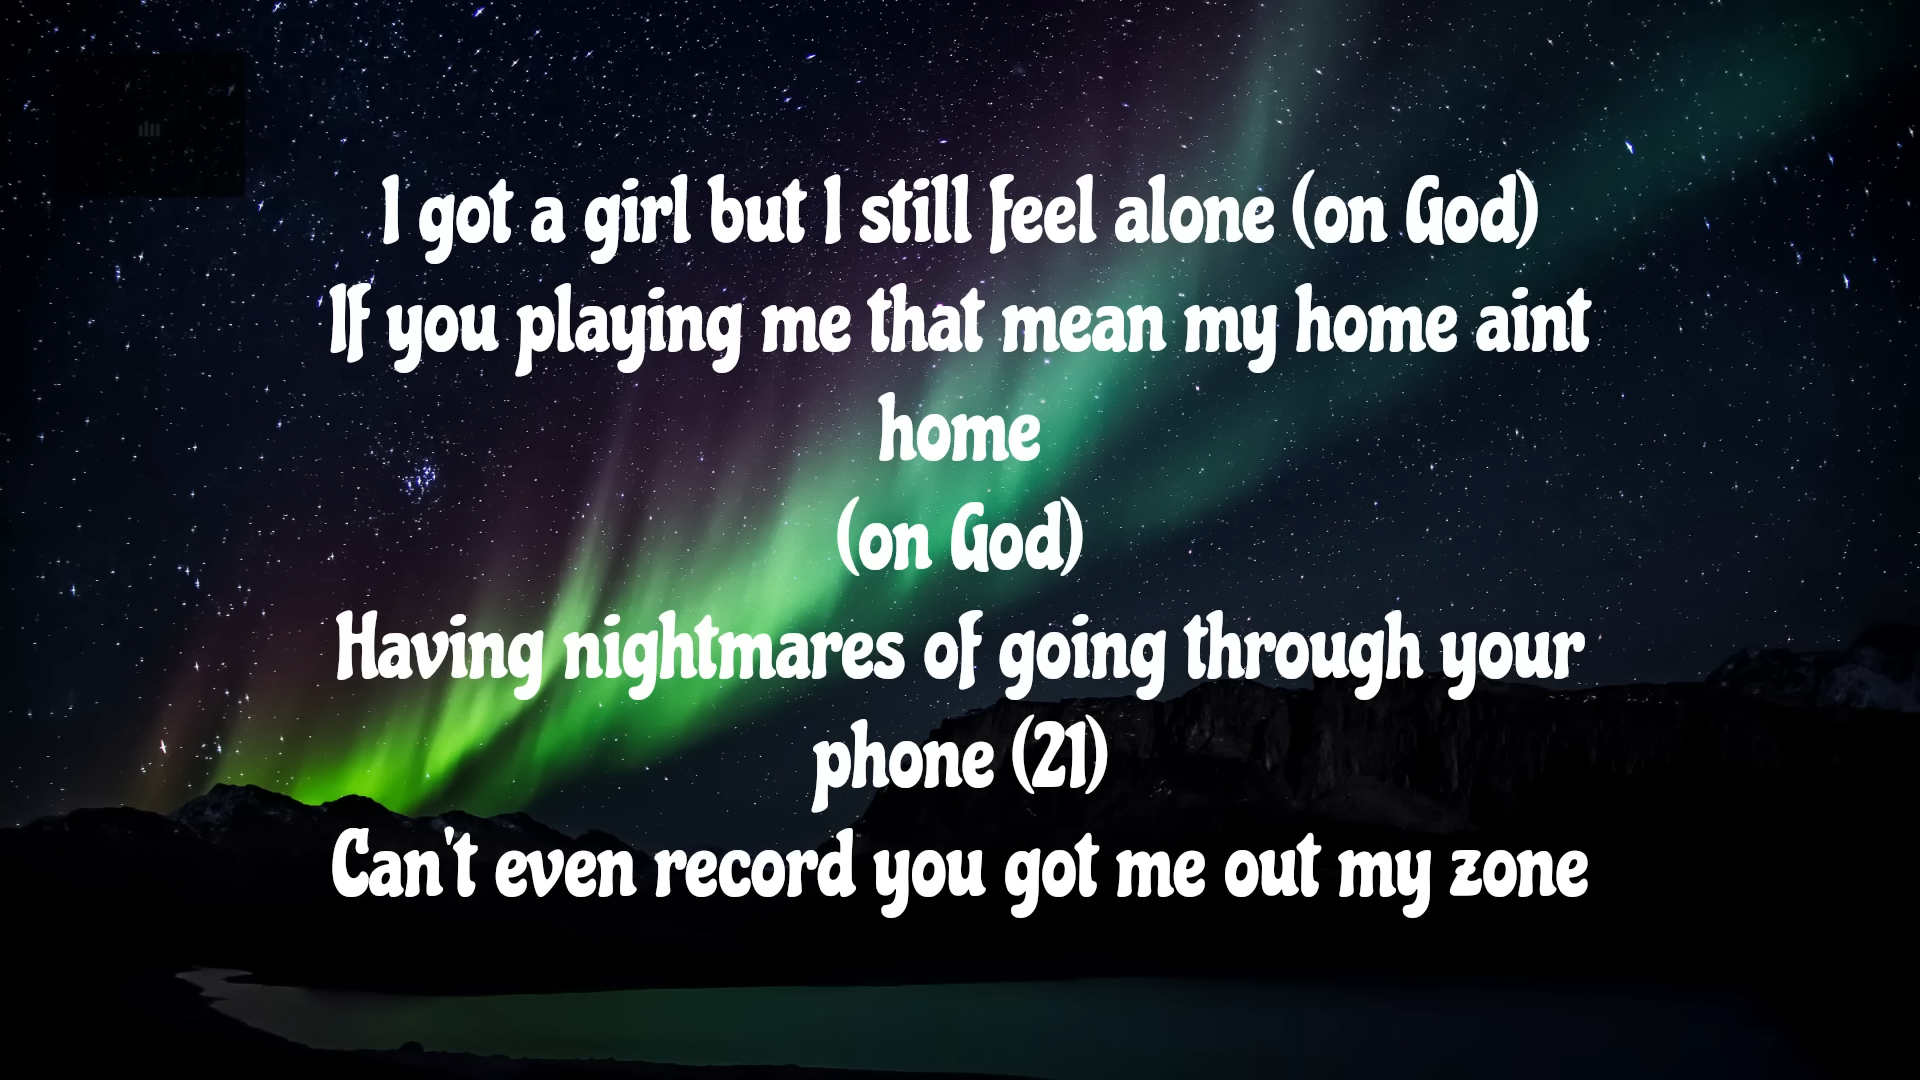 I got a girl but I still feel alone (on God)
If you playing me that mean my home aint
home
(on God)
Having nightmares of going through your
phone (21)
Can't even record you got me out my zone